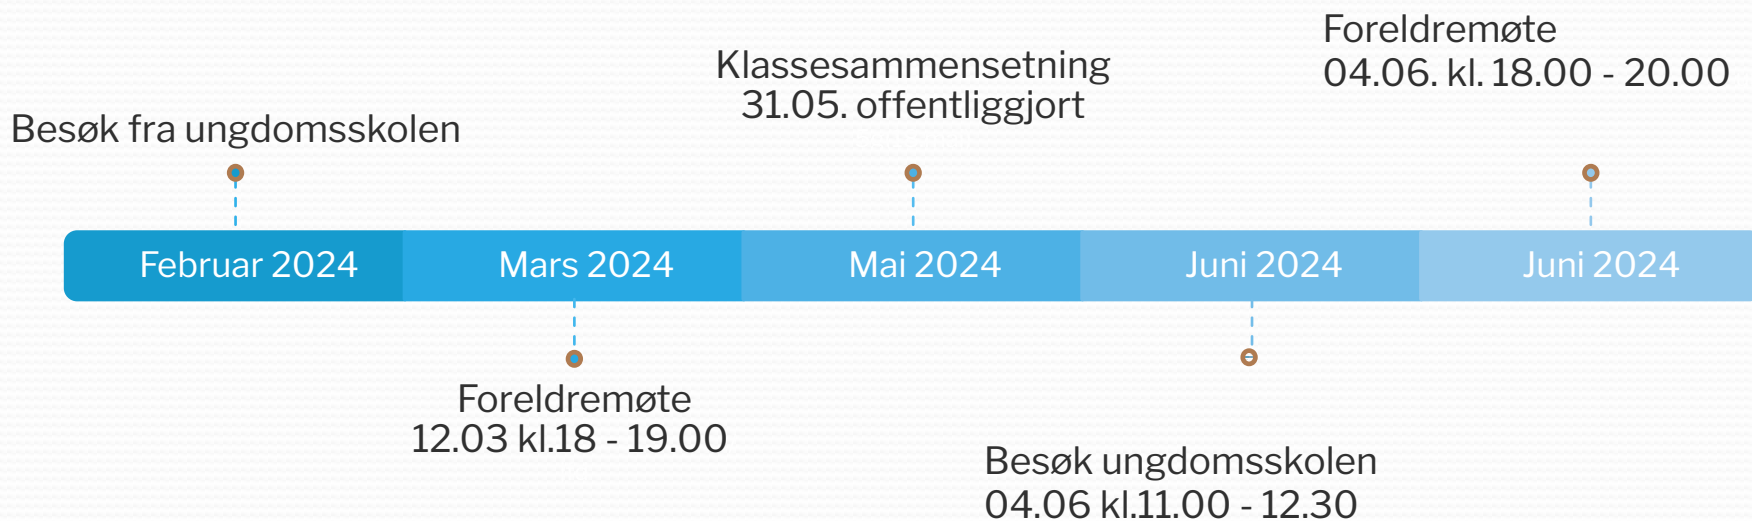 Foreldremøte
04.06. kl. 18.00 - 20.00
Klassesammensetning
31.05. offentliggjort
Besøk fra ungdomsskolen
Februar 2024
Mars 2024
Mai 2024
Juni 2024
Juni 2024
Foreldremøte
12.03 kl.18 - 19.00
Besøk ungdomsskolen
04.06 kl.11.00 - 12.30